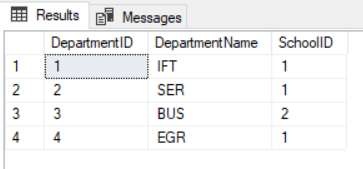 Results Messages
DepartmentID DepartmentName SchoolID
1 1 IFT 1
2 2 SER 1
3 3 BUS 2
4 4 EGR 1